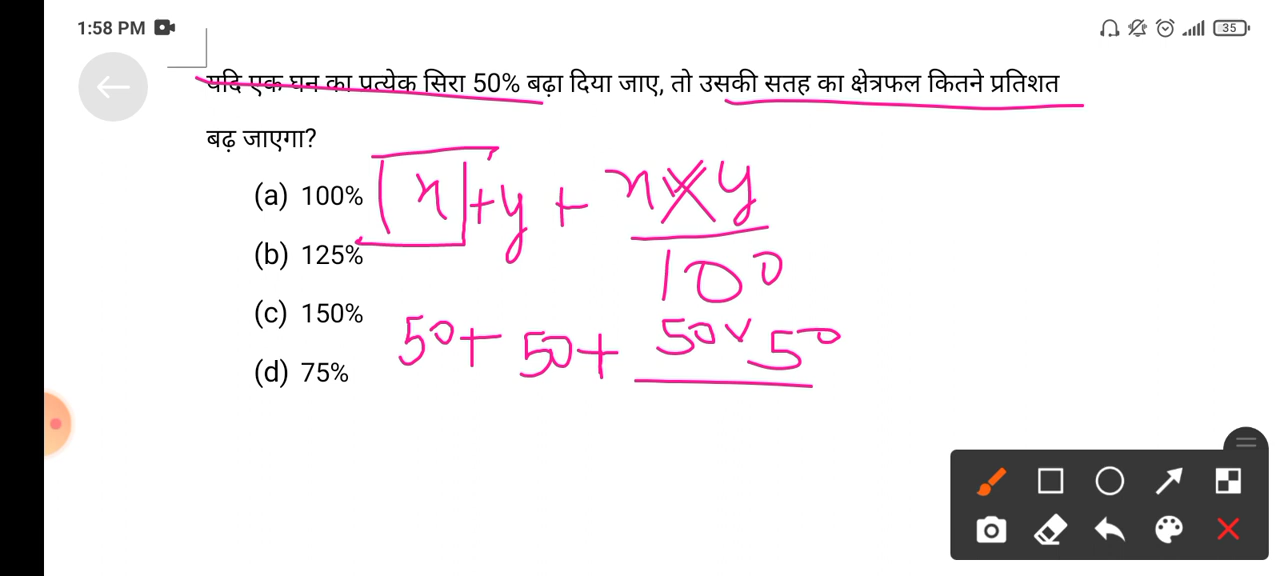 1:58 PM
35
यदि एक घन का प्रत्येक सिरा 50% बढ़ा दिया जाए, तो उसकी सतह का क्षेत्रफल कितने प्रतिशत
बढ़ जाएगा?
(a) 100%
(b) 125%
(c) 150%
(d) 75%
x + y + x × y
100
50 + 50 + 50 × 50